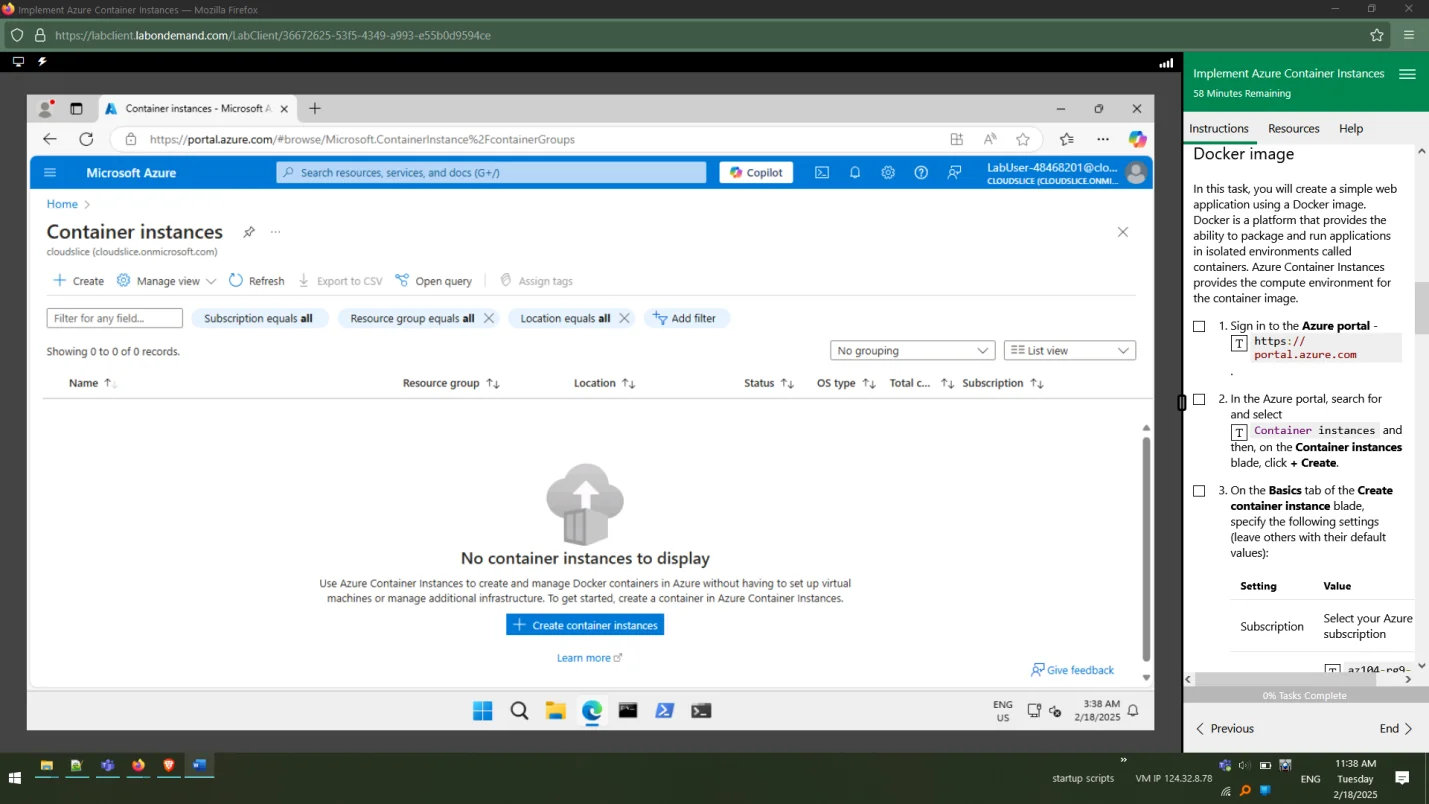 Implement Azure Container Instances — Mozilla Firefox
https://labclient.labondemand.com/LabClient/36672625-53f5-4349-a993-e55b0d9594ce
Container instances - Microsoft A
https://portal.azure.com/#browse/Microsoft.ContainerInstance%2FcontainerGroups
Microsoft Azure
Search resources, services, and docs (G+/)
Copilot
LabUser-48468201@clo...
CLOUDSLICE (CLOUDSLICE.ONMI...
Home
Container instances
cloudslice (cloudslice.onmicrosoft.com)
Create
Manage view
Refresh
Export to CSV
Open query
Assign tags
Filter for any field...
Subscription equals all
Resource group equals all
Location equals all
Add filter
Showing 0 to 0 of 0 records.
No grouping
List view
Name
Resource group
Location
Status
OS type
Total c...
Subscription
No container instances to display
Use Azure Container Instances to create and manage Docker containers in Azure without having to set up virtual
machines or manage additional infrastructure. To get started, create a container in Azure Container Instances.
Create container instances
Learn more
Give feedback
ENG
US
3:38 AM
2/18/2025
Implement Azure Container Instances
58 Minutes Remaining
Instructions
Resources
Help
Docker image
In this task, you will create a simple web
application using a Docker image.
Docker is a platform that provides the
ability to package and run applications
in isolated environments called
containers. Azure Container Instances
provides the compute environment for
the container image.
1. Sign in to the Azure portal -
T https://
portal.azure.com
.
2. In the Azure portal, search for
and select
T Container instances and
then, on the Container instances
blade, click + Create.
3. On the Basics tab of the Create
container instance blade,
specify the following settings
(leave others with their default
values):
Setting Value
Subscription
Select your Azure
subscription
T az104-rg9-
0% Tasks Complete
Previous
End
startup scripts
VM IP 124.32.8.78
ENG
11:38 AM
Tuesday
2/18/2025